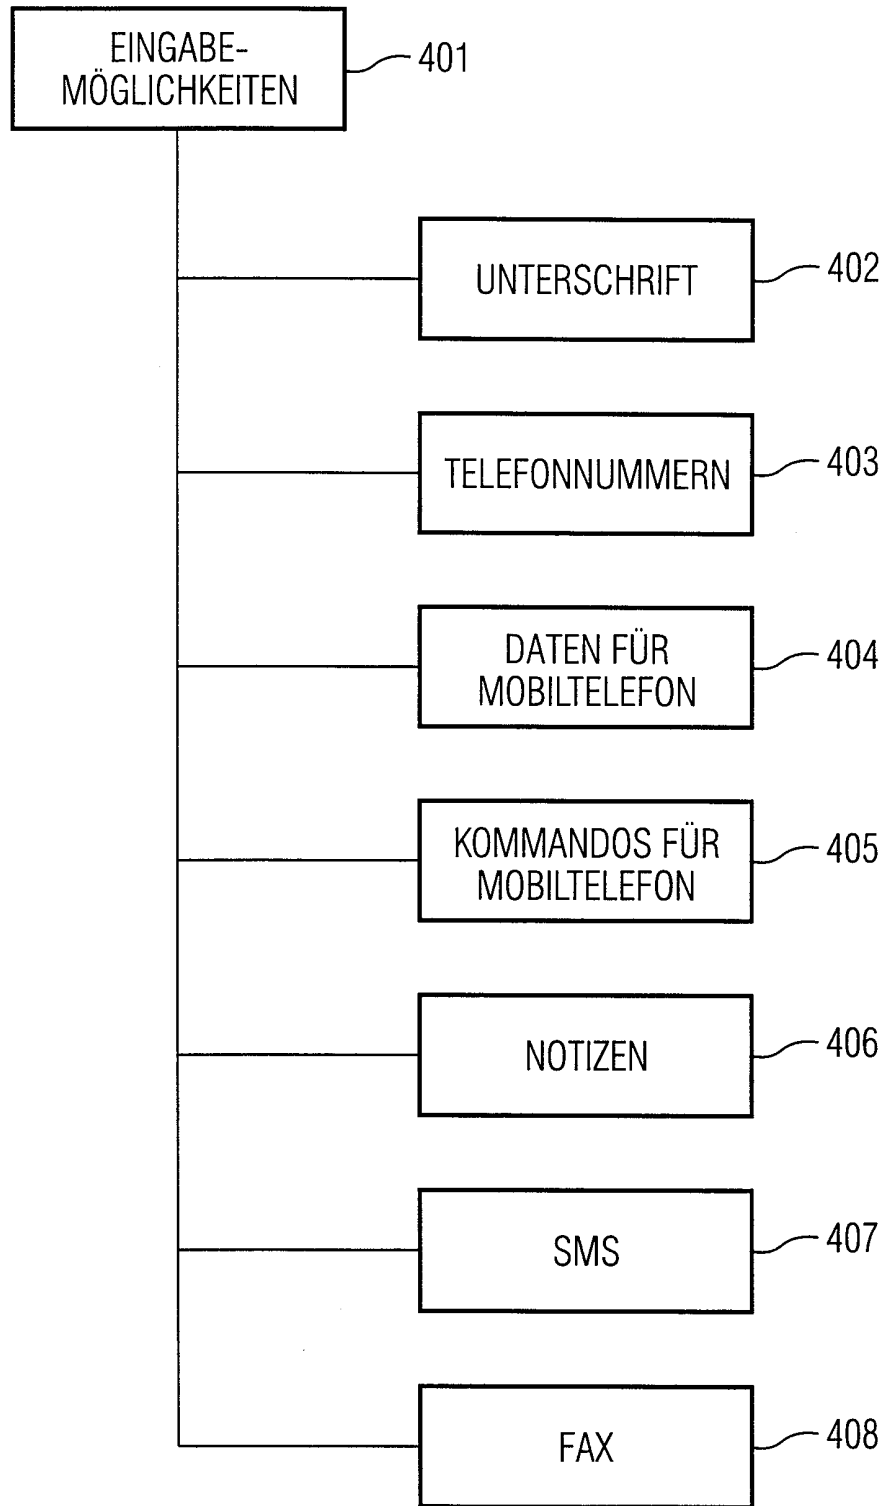 EINGABE-
MÖGLICHKEITEN
401
UNTERSCHRIFT
402
TELEFONNUMMERN
403
DATEN FÜR
MOBILTELEFON
404
KOMMANDOS FÜR
MOBILTELEFON
405
NOTIZEN
406
SMS
407
FAX
408